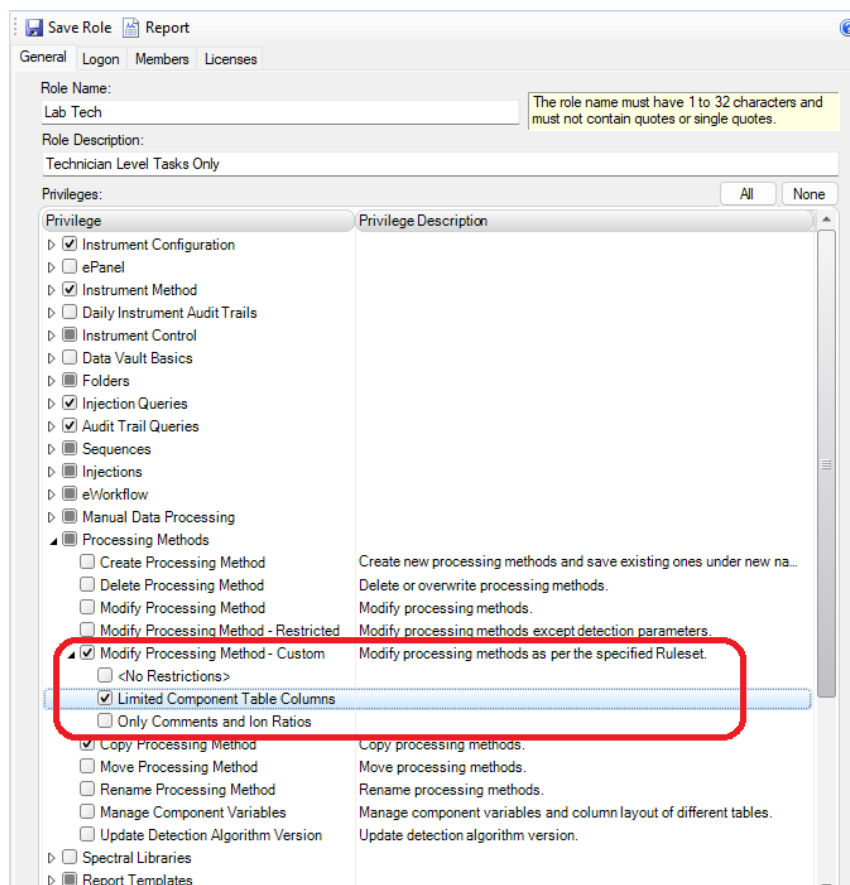 Save Role Report
General Logon Members Licenses
Role Name:
Lab Tech
The role name must have 1 to 32 characters and
must not contain quotes or single quotes.
Role Description:
Technician Level Tasks Only
Privileges:
All None
Privilege Privilege Description
Instrument Configuration
ePanel
Instrument Method
Daily Instrument Audit Trails
Instrument Control
Data Vault Basics
Folders
Injection Queries
Audit Trail Queries
Sequences
Injections
eWorkflow
Manual Data Processing
Processing Methods
Create Processing Method Create new processing methods and save existing ones under new na...
Delete Processing Method Delete or overwrite processing methods.
Modify Processing Method Modify processing methods.
Modify Processing Method - Restricted Modify processing methods except detection parameters.
Modify Processing Method - Custom Modify processing methods as per the specified Ruleset.
<No Restrictions>
Limited Component Table Columns
Only Comments and Ion Ratios
Copy Processing Method Copy processing methods.
Move Processing Method Move processing methods.
Rename Processing Method Rename processing methods.
Manage Component Variables Manage component variables and column layout of different tables.
Update Detection Algorithm Version Update detection algorithm version.
Spectral Libraries
Report Templates